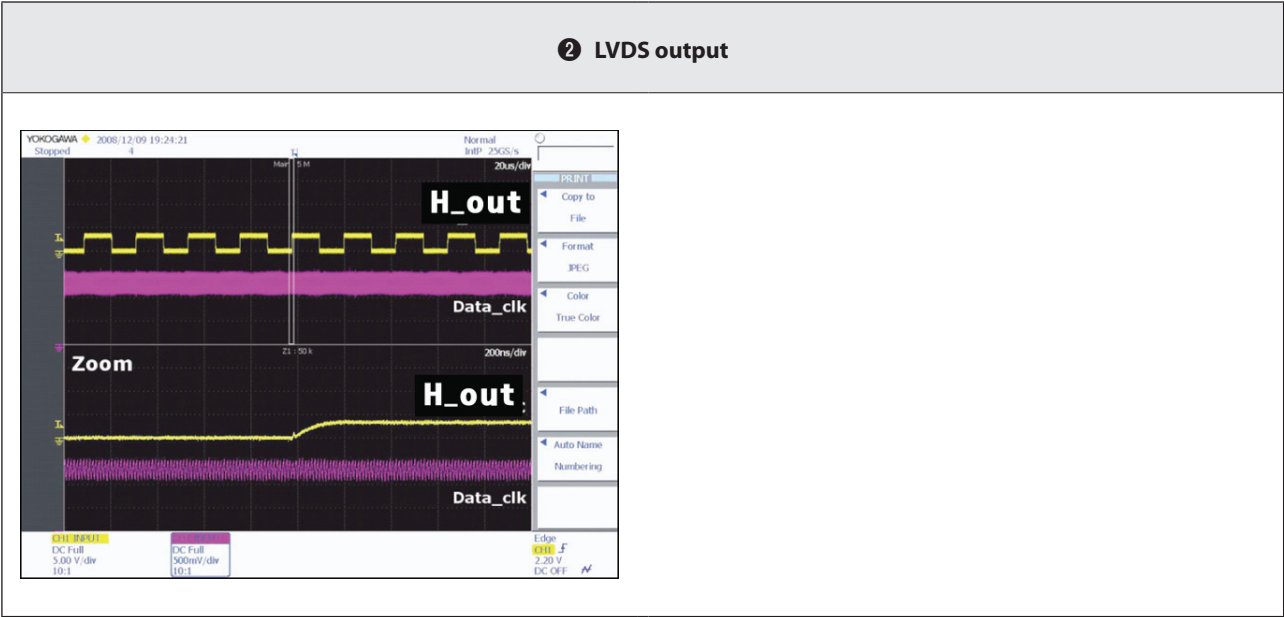 ❷ LVDS output
YOKOGAWA 2008/12/09 19:24:21
Stopped 4
Normal
IntP 25GS/s
Main : 5 M
20us/div
H_out
Data_clk
Z1 : 50 k
200ns/div
Zoom
H_out
Data_clk
PRINT
Copy to
File
Format
JPEG
Color
True Color
File Path
Auto Name
Numbering
CH1 INPUT
DC Full
5.00 V/div
10:1
DC Full
500mV/div
10:1
Edge
CH1
2.20 V
DC OFF